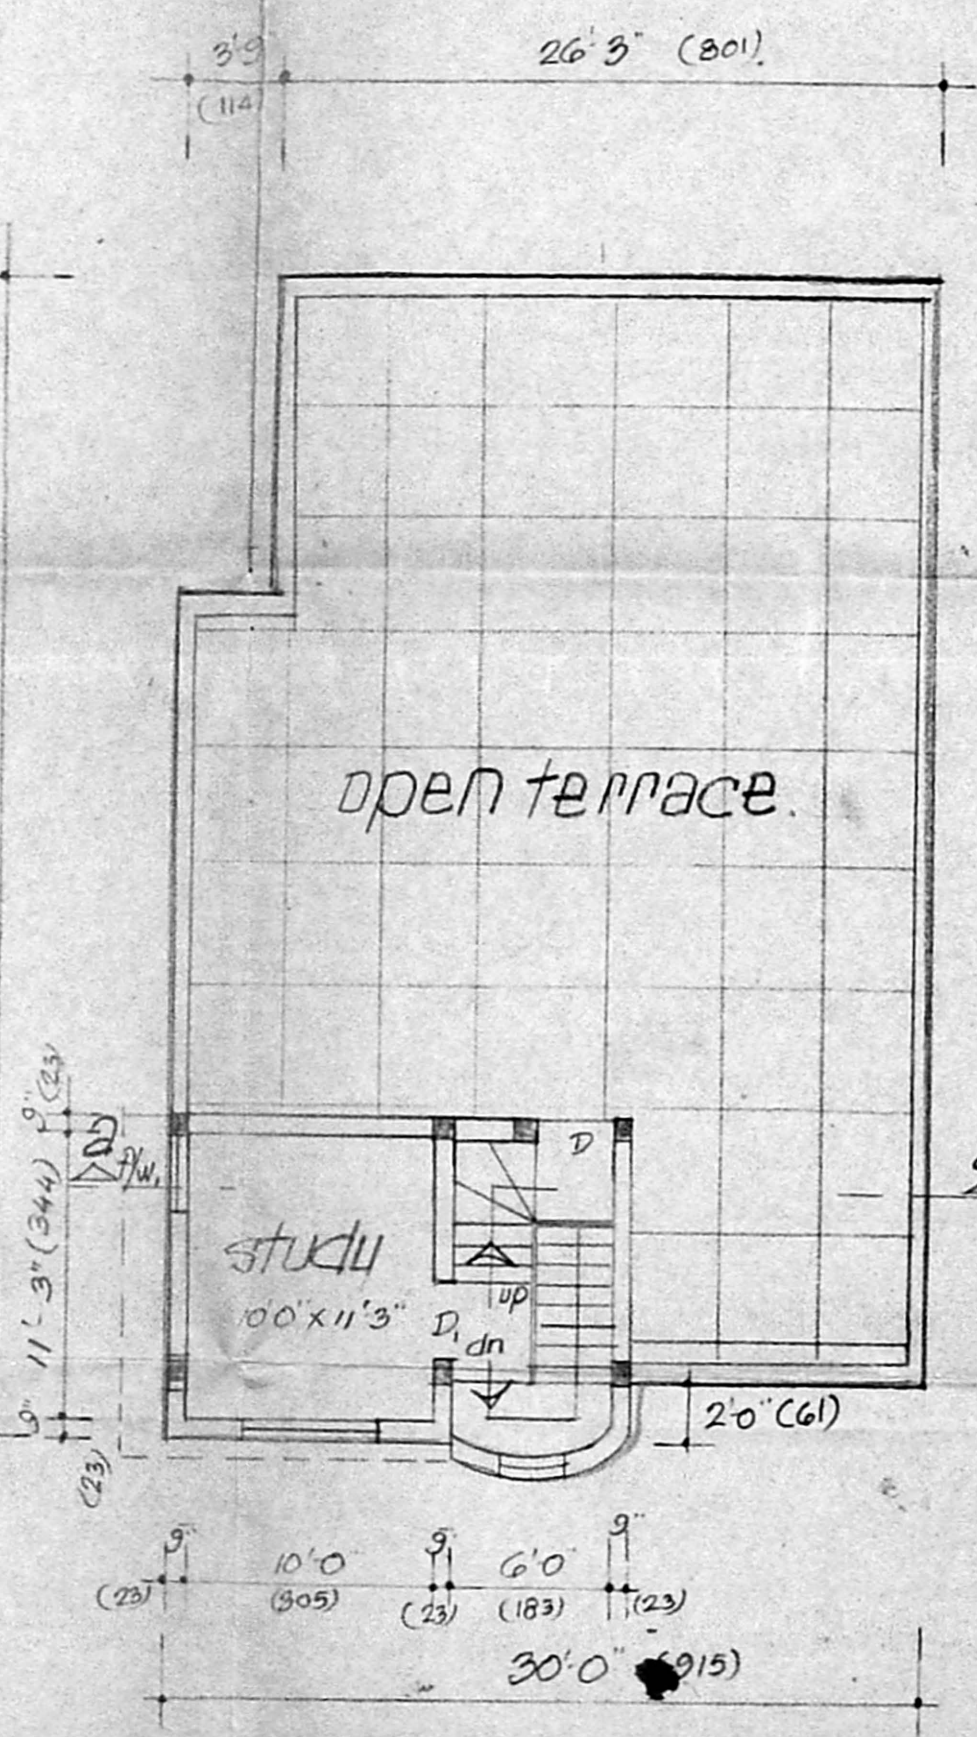 3'9 26'3" (801).
(114)
open terrace.
9" (23)
11'-3" (344)
9"
(23)
f/w.
D
study
10'0" x 11'3"
up
D1
dn
2'0" (61)
9" 10'-0" 9" 6'-0" 9"
(23) (305) (23) (183) (23)
30'-0" (915)